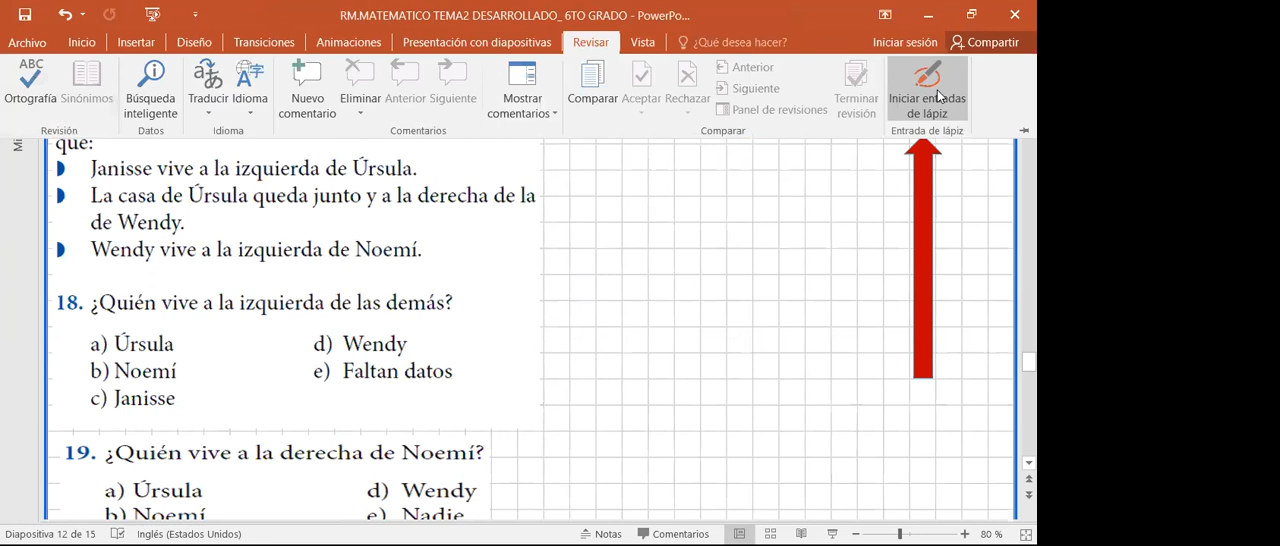 RM.MATEMATICO TEMA2 DESARROLLADO_ 6TO GRADO - PowerPo...
Archivo Inicio Insertar Diseño Transiciones Animaciones Presentación con diapositivas Revisar Vista ¿Qué desea hacer? Iniciar sesión Compartir
ABC
Ortografía Sinónimos Búsqueda inteligente Traducir Idioma Nuevo comentario Eliminar Anterior Siguiente Mostrar comentarios Comparar Aceptar Rechazar Anterior Siguiente Panel de revisiones Terminar revisión Iniciar entradas de lápiz
Revisión Datos Idioma Comentarios Comparar Entrada de lápiz
que:
Janisse vive a la izquierda de Úrsula.
La casa de Úrsula queda junto y a la derecha de la
de Wendy.
Wendy vive a la izquierda de Noemí.
18. ¿Quién vive a la izquierda de las demás?
a) Úrsula d) Wendy
b) Noemí e) Faltan datos
c) Janisse
19. ¿Quién vive a la derecha de Noemí?
a) Úrsula d) Wendy
b) Noemí e) Nadie
Diapositiva 12 de 15 Inglés (Estados Unidos) Notas Comentarios 80 %